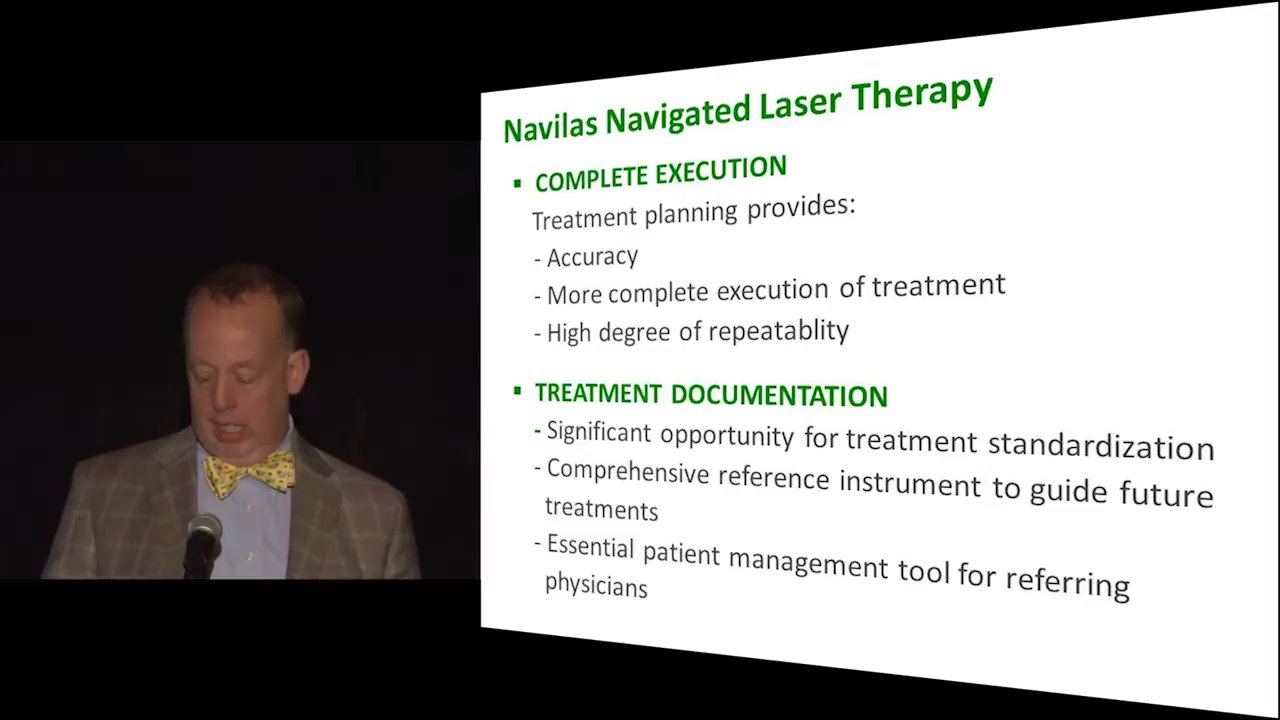 Navilas Navigated Laser Therapy
▪ COMPLETE EXECUTION
Treatment planning provides:
- Accuracy
- More complete execution of treatment
- High degree of repeatablity
▪ TREATMENT DOCUMENTATION
- Significant opportunity for treatment standardization
- Comprehensive reference instrument to guide future
treatments
- Essential patient management tool for referring
physicians